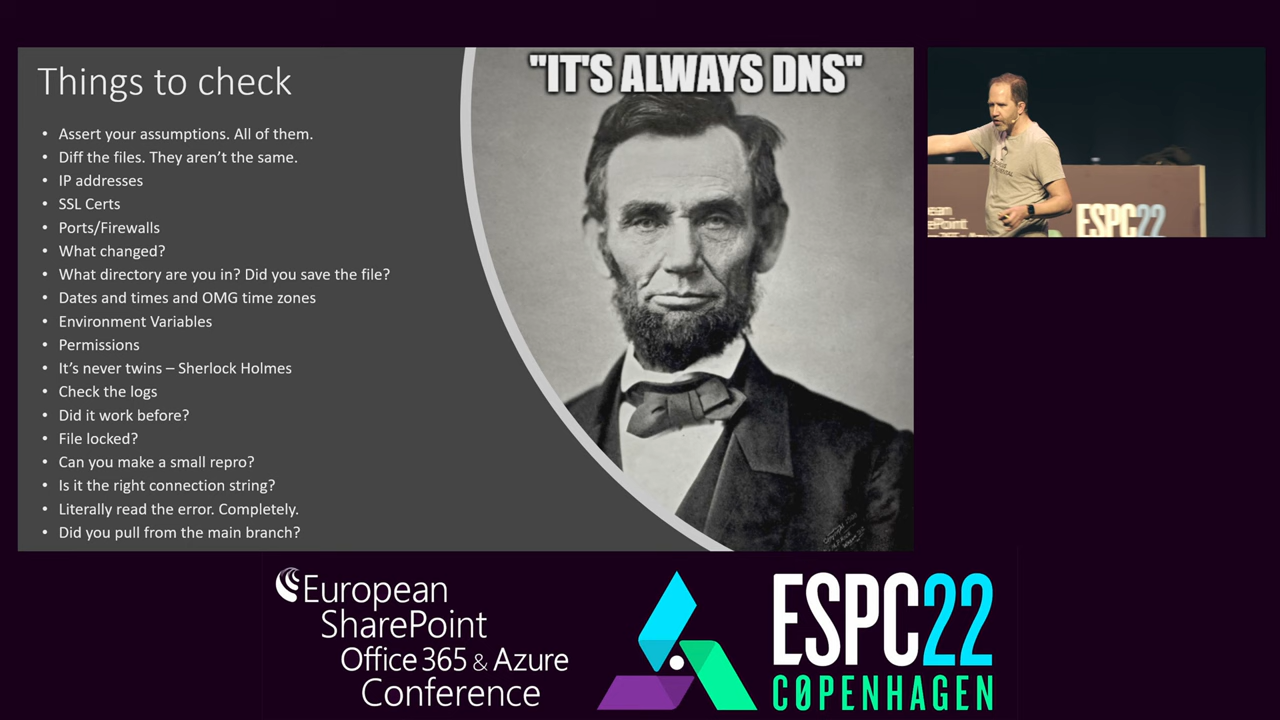 Things to check
• Assert your assumptions. All of them.
• Diff the files. They aren't the same.
• IP addresses
• SSL Certs
• Ports/Firewalls
• What changed?
• What directory are you in? Did you save the file?
• Dates and times and OMG time zones
• Environment Variables
• Permissions
• It's never twins – Sherlock Holmes
• Check the logs
• Did it work before?
• File locked?
• Can you make a small repro?
• Is it the right connection string?
• Literally read the error. Completely.
• Did you pull from the main branch?
"IT'S ALWAYS DNS"
ESPC22
European
SharePoint
Office 365 & Azure
Conference
ESPC22
CØPENHAGEN